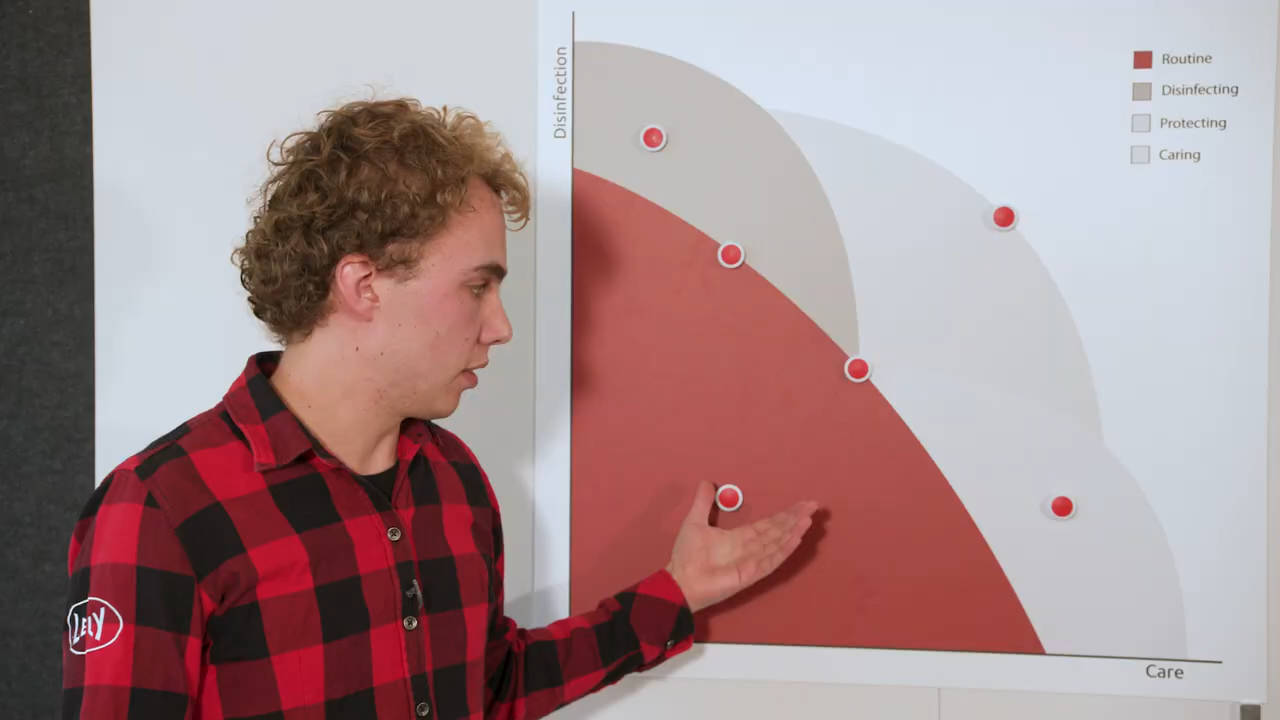 Disinfection
Routine
Disinfecting
Protecting
Caring
Care
LELY